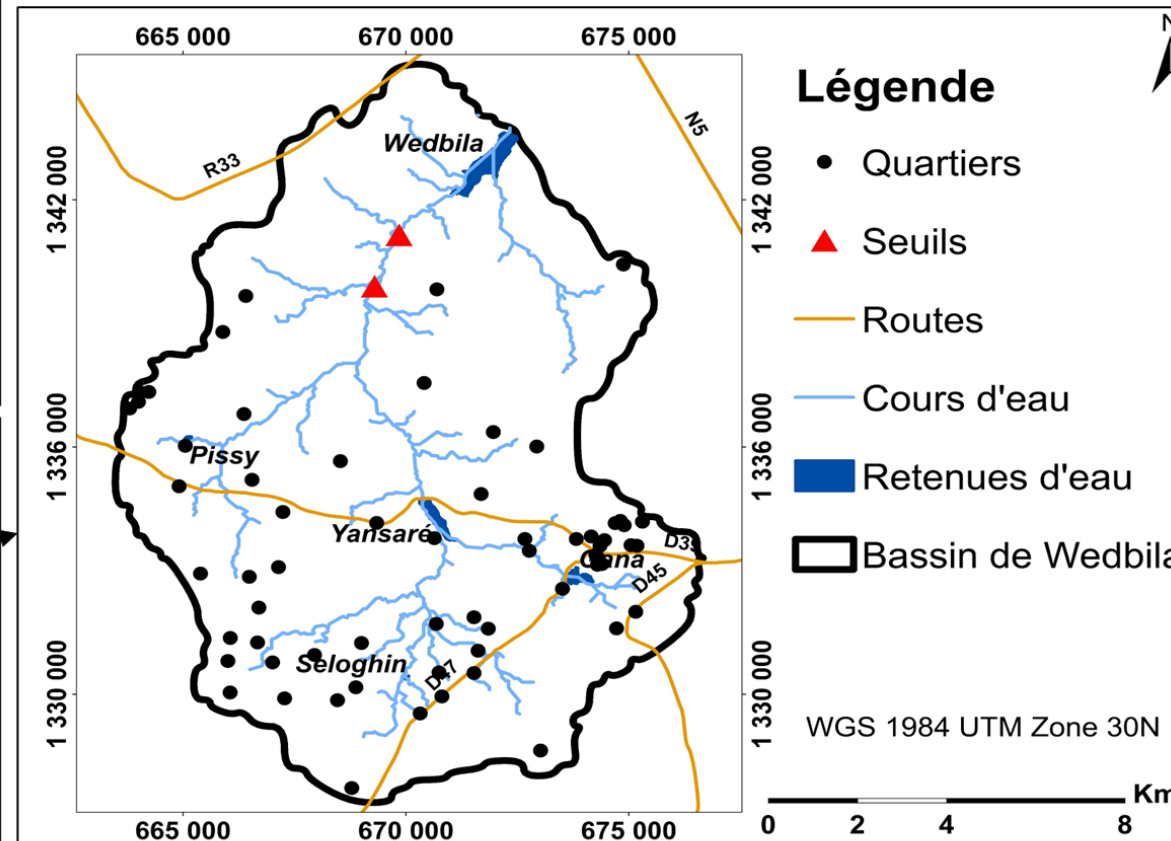 665 000 670 000 675 000
N
Légende
Wedbila
N5
R33
Quartiers
1 342 000
1 342 000
Seuils
Routes
Cours d'eau
1 336 000
1 336 000
Pissy
Retenues d'eau
Yansaré
D39
Bassin de Wedbila
D45
Seloghin
D47
1 330 000
1 330 000
WGS 1984 UTM Zone 30N
Km
0 2 4 8
665 000 670 000 675 000